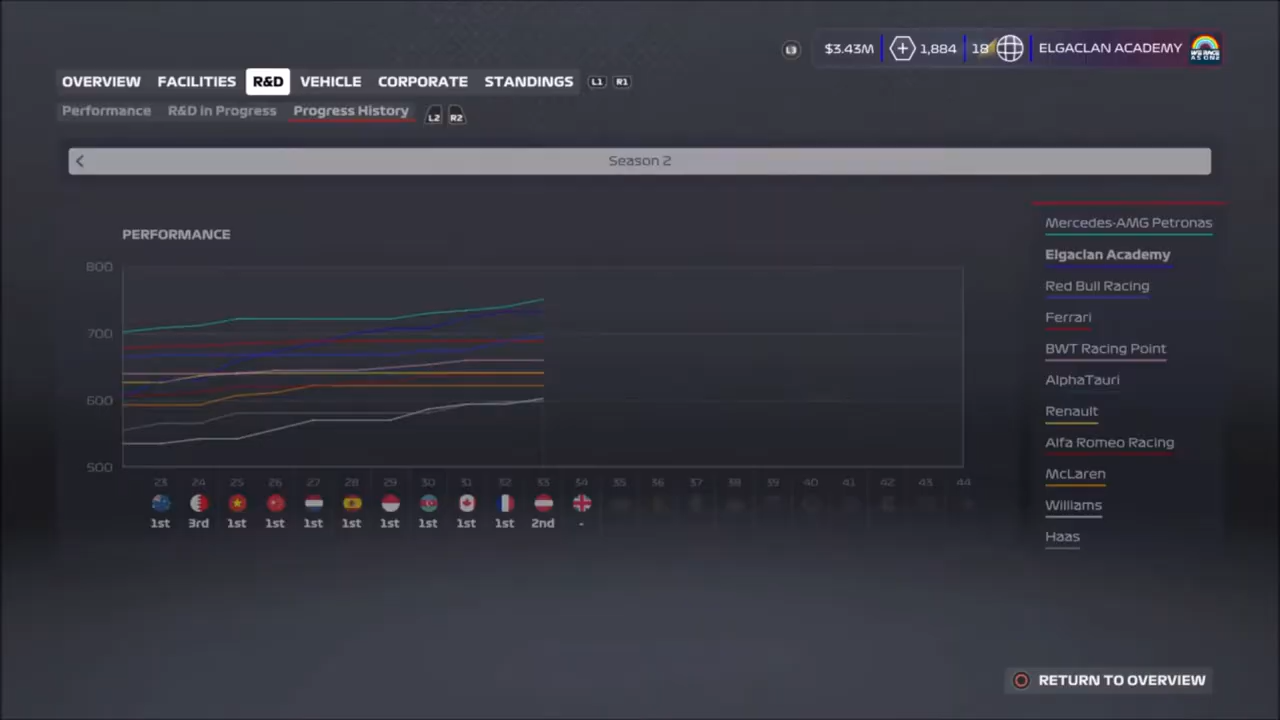 $3.43M 1,884 18 ELGACLAN ACADEMY WE RACE AS ONE
OVERVIEW FACILITIES R&D VEHICLE CORPORATE STANDINGS L1 R1
Performance R&D in Progress Progress History L2 R2
Season 2
PERFORMANCE
800
700
600
500
23 24 25 26 27 28 29 30 31 32 33 34 35 36 37 38 39 40 41 42 43 44
1st 3rd 1st 1st 1st 1st 1st 1st 1st 1st 2nd -
Mercedes-AMG Petronas
Elgaclan Academy
Red Bull Racing
Ferrari
BWT Racing Point
AlphaTauri
Renault
Alfa Romeo Racing
McLaren
Williams
Haas
RETURN TO OVERVIEW